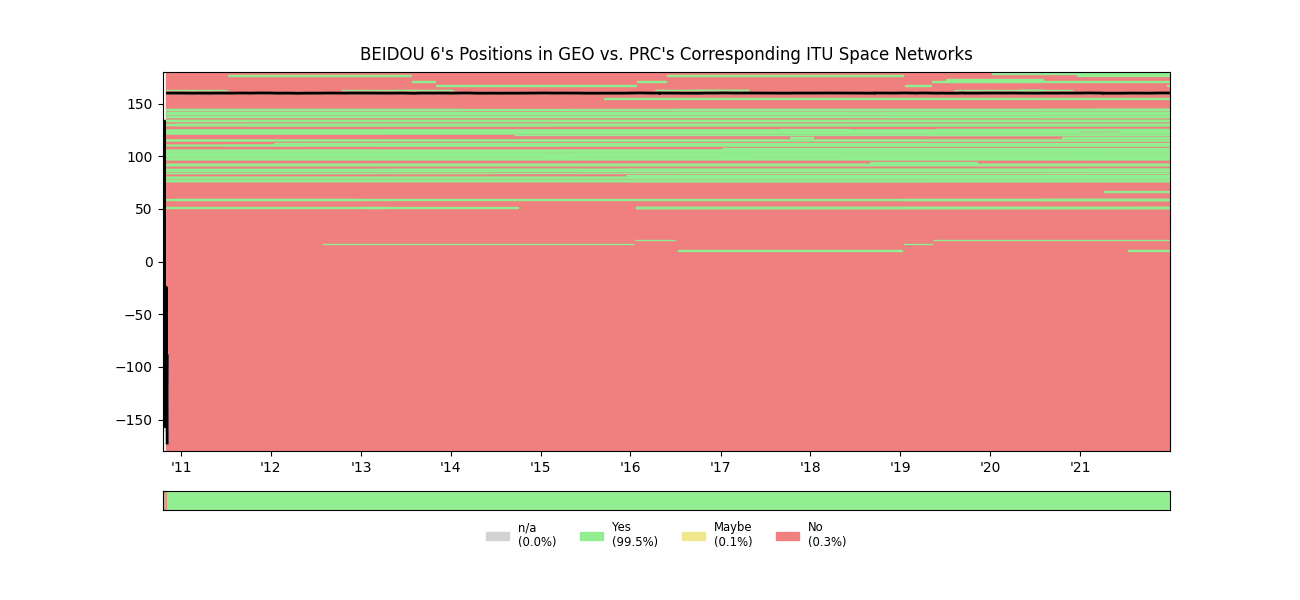 BEIDOU 6's Positions in GEO vs. PRC's Corresponding ITU Space Networks
150
100
50
0
−50
−100
−150
'11 '12 '13 '14 '15 '16 '17 '18 '19 '20 '21
n/a Yes Maybe No
(0.0%) (99.5%) (0.1%) (0.3%)